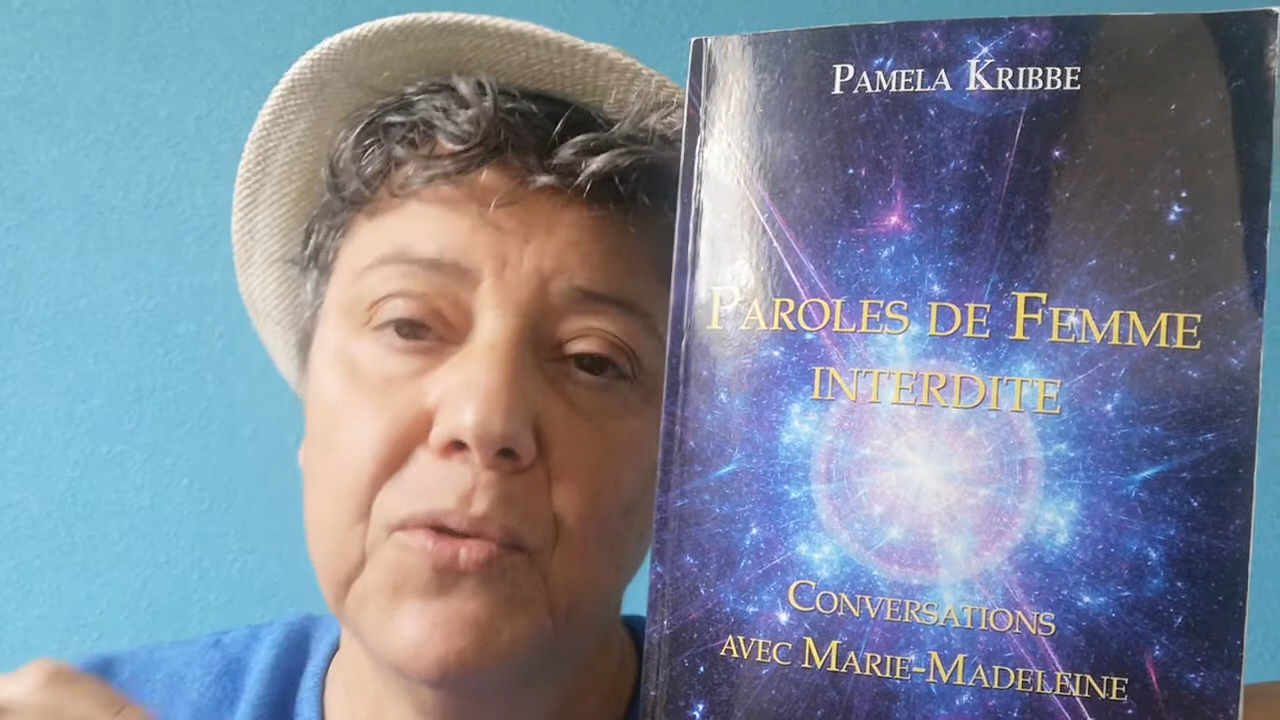 PAMELA KRIBBE
PAROLES DE FEMME
INTERDITE
CONVERSATIONS
AVEC MARIE-MADELEINE